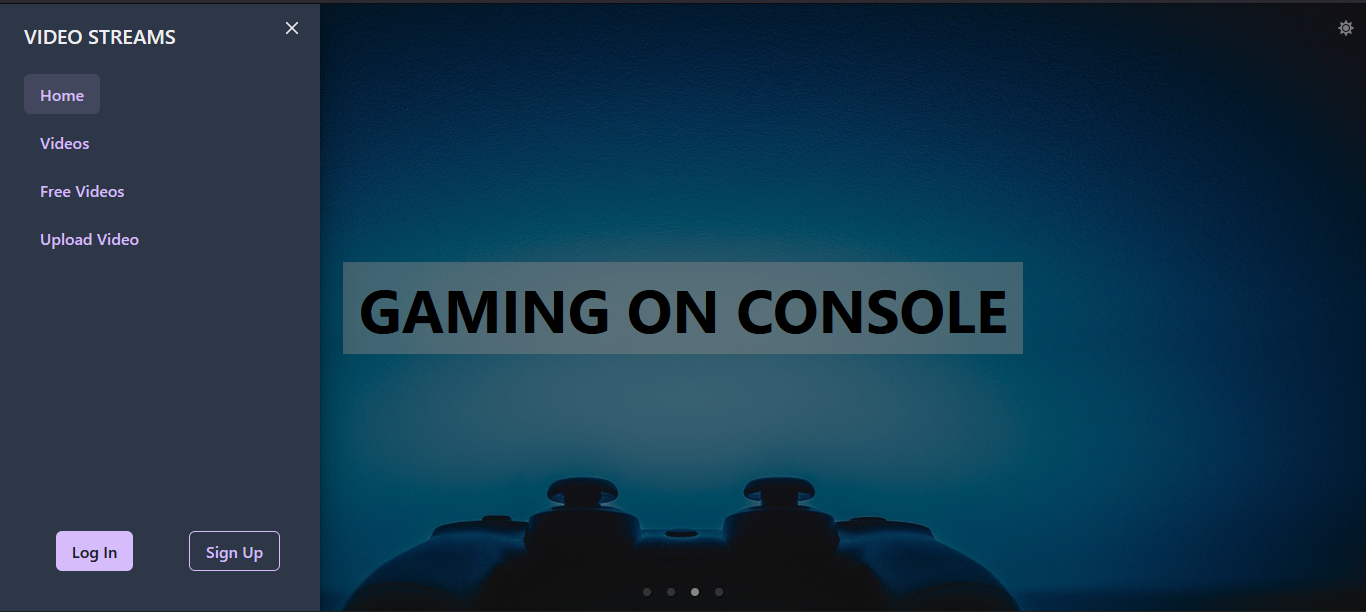 VIDEO STREAMS
Home
Videos
Free Videos
Upload Video
GAMING ON CONSOLE
Log In
Sign Up